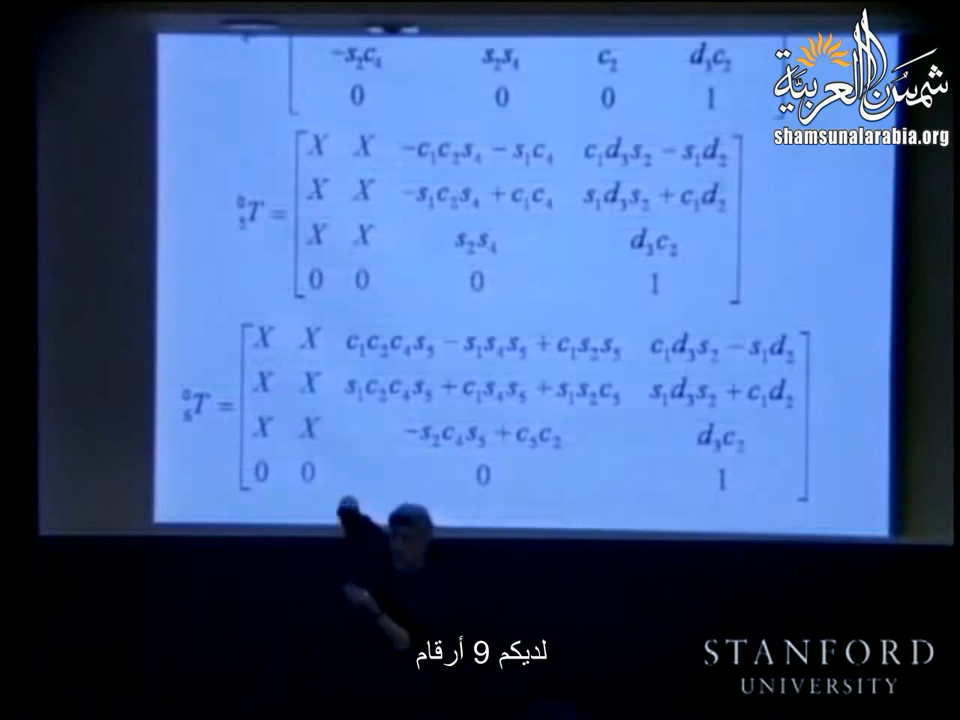 شمس العربية
shamsunalarabia.org
-s₂c₄ s₂s₄ c₂ d₃c₂
0 0 0 1
X X -c₁c₂s₄ - s₁c₄ c₁d₃s₂ - s₁d₂
X X -s₁c₂s₄ + c₁c₄ s₁d₃s₂ + c₁d₂
⁰₅T =
X X s₂s₄ d₃c₂
0 0 0 1
X X c₁c₂c₄s₅ - s₁s₄s₅ + c₁s₂s₅ c₁d₃s₂ - s₁d₂
X X s₁c₂c₄s₅ + c₁s₄s₅ + s₁s₂c₅ s₁d₃s₂ + c₁d₂
⁰₆T =
X X -s₂c₄s₅ + c₅c₂ d₃c₂
0 0 0 1
لديكم 9 أرقام
STANFORD
UNIVERSITY